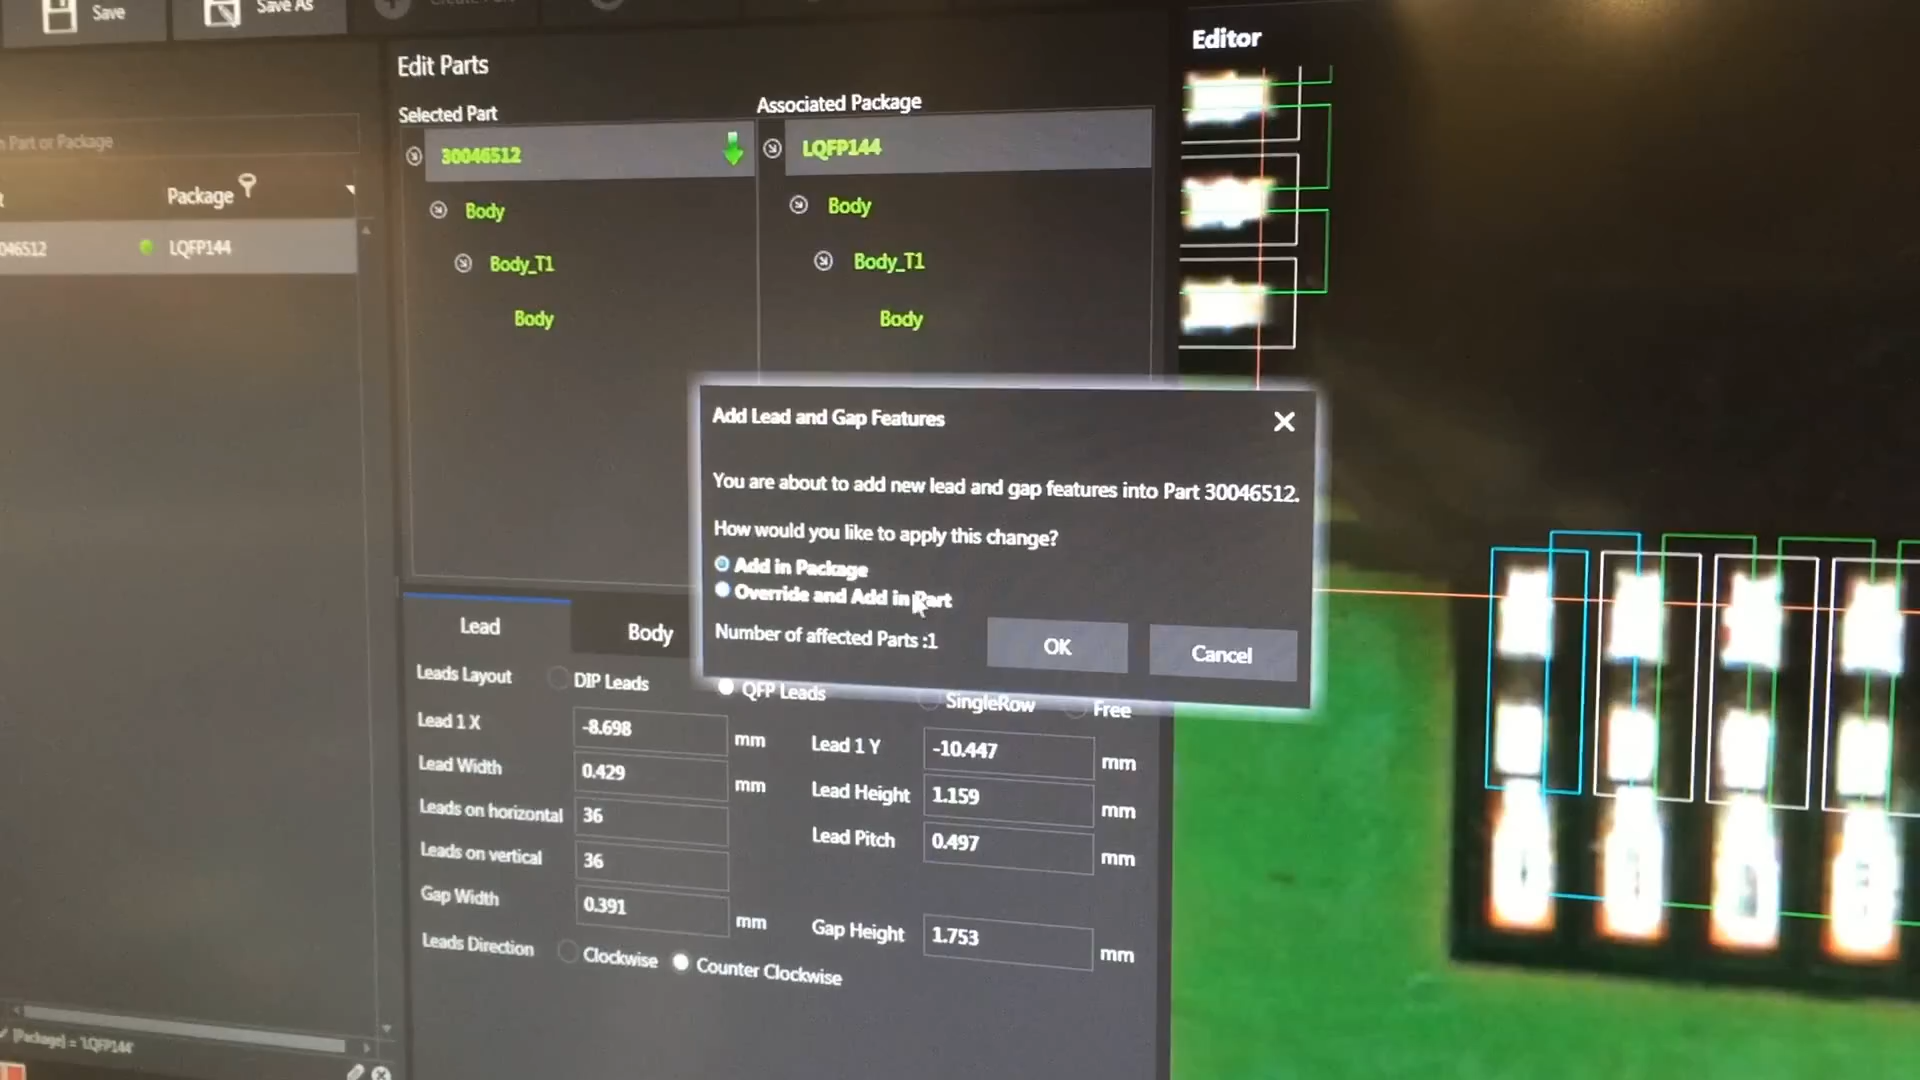 Save
Save As
Edit Parts
Editor
Selected Part
Associated Package
Part or Package
30046512
LQFP144
Package
046512
LQFP144
Body
Body
Body_T1
Body_T1
Body
Body
Add Lead and Gap Features
You are about to add new lead and gap features into Part 30046512.
How would you like to apply this change?
Add in Package
Override and Add in Part
Number of affected Parts :1
OK
Cancel
Lead
Body
Leads Layout
DIP Leads
QFP Leads
SingleRow
Free
Lead 1 X
-8.698
mm
Lead 1 Y
-10.447
mm
Lead Width
0.429
mm
Lead Height
1.159
mm
Leads on horizontal
36
Lead Pitch
0.497
mm
Leads on vertical
36
Gap Width
0.391
mm
Gap Height
1.753
mm
Leads Direction
Clockwise
Counter Clockwise
[Package] = 'LQFP144'